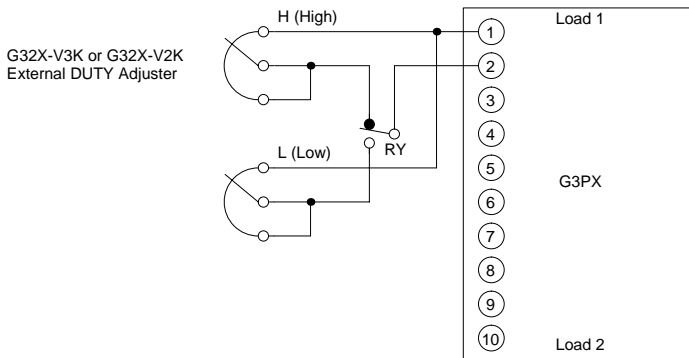 H (High)
Load 1
G32X-V3K or G32X-V2K
External DUTY Adjuster
1
2
3
4
RY
L (Low)
5
G3PX
6
7
8
9
10
Load 2